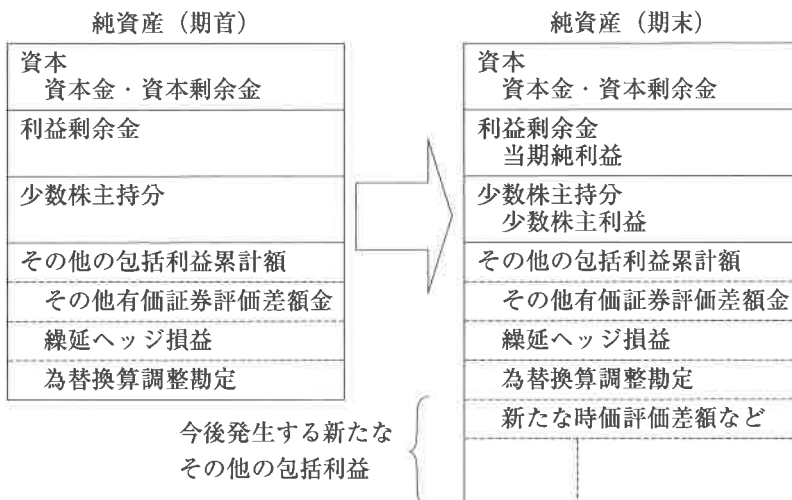 純資産（期首）
資本
資本金・資本剰余金
利益剰余金
少数株主持分
その他の包括利益累計額
その他有価証券評価差額金
繰延ヘッジ損益
為替換算調整勘定
今後発生する新たな
その他の包括利益
純資産（期末）
資本
資本金・資本剰余金
利益剰余金
当期純利益
少数株主持分
少数株主利益
その他の包括利益累計額
その他有価証券評価差額金
繰延ヘッジ損益
為替換算調整勘定
新たな時価評価差額など